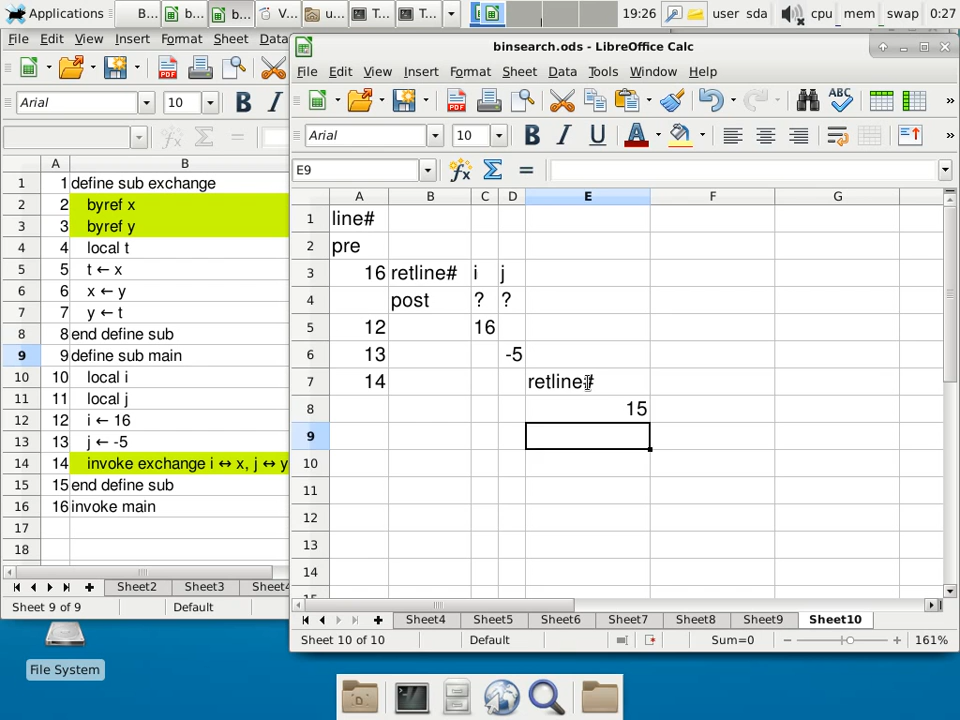 Applications B... b... b... V... u... T... T... 19:26 user sda cpu mem swap 0:27
File Edit View Insert Format Sheet Data
Arial 10 B I
A B
1 1 define sub exchange
2 2 byref x
3 3 byref y
4 4 local t
5 5 t ← x
6 6 x ← y
7 7 y ← t
8 8 end define sub
9 9 define sub main
10 10 local i
11 11 local j
12 12 i ← 16
13 13 j ← -5
14 14 invoke exchange i ↔ x, j ↔ y
15 15 end define sub
16 16 invoke main
17
18
Sheet2 Sheet3 Sheet4
Sheet 9 of 9 Default
File System
binsearch.ods - LibreOffice Calc
File Edit View Insert Format Sheet Data Tools Window Help
PDF ABC »
Arial 10 B I U A »
E9 Σ =
A B C D E F G
1 line#
2 pre
3 16 retline# i j
4 post ? ?
5 12 16
6 13 -5
7 14 retline#
8 15
9
10
11
12
13
14
Sheet4 Sheet5 Sheet6 Sheet7 Sheet8 Sheet9 Sheet10
Sheet 10 of 10 Default Sum=0 161%